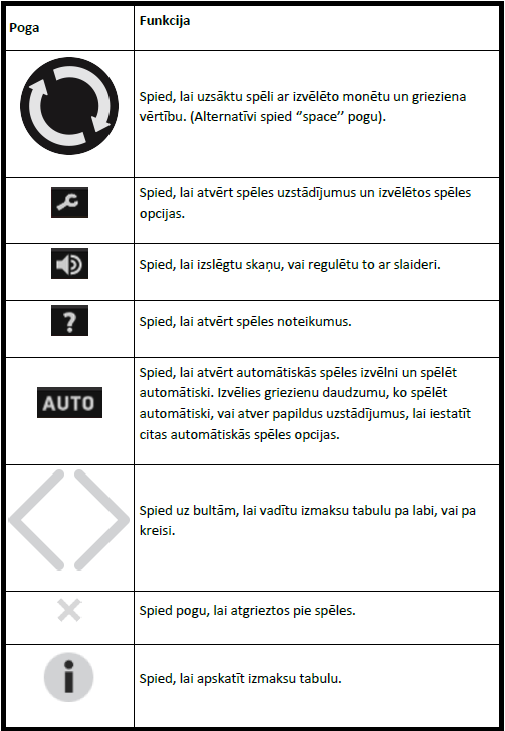 Poga
Funkcija
Spied, lai uzsāktu spēli ar izvēlēto monētu un grieziena
vērtību. (Alternatīvi spied ‘’space’’ pogu).
Spied, lai atvērt spēles uzstādījumus un izvēlētos spēles
opcijas.
Spied, lai izslēgtu skaņu, vai regulētu to ar slaideri.
?
Spied, lai atvērt spēles noteikumus.
AUTO
Spied, lai atvērt automātiskās spēles izvēlni un spēlēt
automātiski. Izvēlies griezienu daudzumu, ko spēlēt
automātiski, vai atver papildus uzstādījumus, lai iestatīt
citas automātiskās spēles opcijas.
Spied uz bultām, lai vadītu izmaksu tabulu pa labi, vai pa
kreisi.
Spied pogu, lai atgrieztos pie spēles.
i
Spied, lai apskatīt izmaksu tabulu.